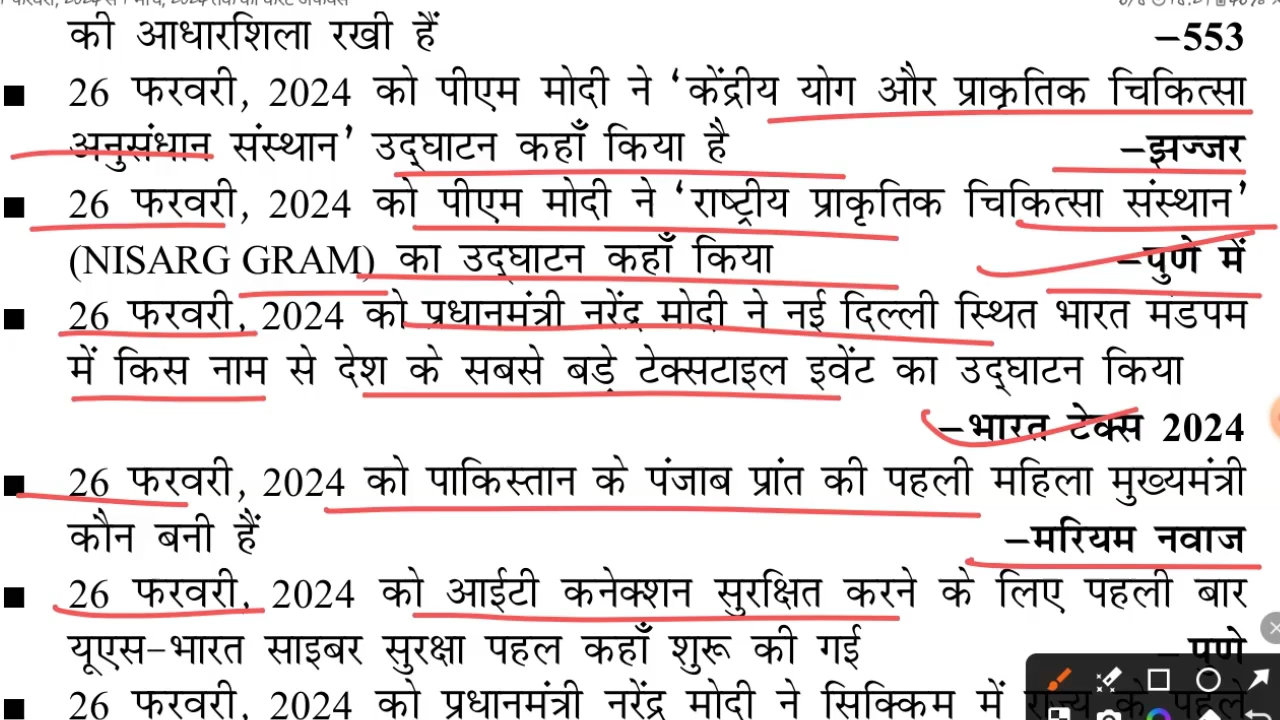 की आधारशिला रखी हैं –553
■ 26 फरवरी, 2024 को पीएम मोदी ने ‘केंद्रीय योग और प्राकृतिक चिकित्सा
अनुसंधान संस्थान’ उद्घाटन कहाँ किया है –झज्जर
■ 26 फरवरी, 2024 को पीएम मोदी ने ‘राष्ट्रीय प्राकृतिक चिकित्सा संस्थान’
(NISARG GRAM) का उद्घाटन कहाँ किया –पुणे में
■ 26 फरवरी, 2024 को प्रधानमंत्री नरेंद्र मोदी ने नई दिल्ली स्थित भारत मंडपम
में किस नाम से देश के सबसे बड़े टेक्सटाइल इवेंट का उद्घाटन किया
–भारत टेक्स 2024
■ 26 फरवरी, 2024 को पाकिस्तान के पंजाब प्रांत की पहली महिला मुख्यमंत्री
कौन बनी हैं –मरियम नवाज
■ 26 फरवरी, 2024 को आईटी कनेक्शन सुरक्षित करने के लिए पहली बार
यूएस–भारत साइबर सुरक्षा पहल कहाँ शुरू की गई – पुणे
■ 26 फरवरी, 2024 को प्रधानमंत्री नरेंद्र मोदी ने सिक्किम में राज्य के पहले